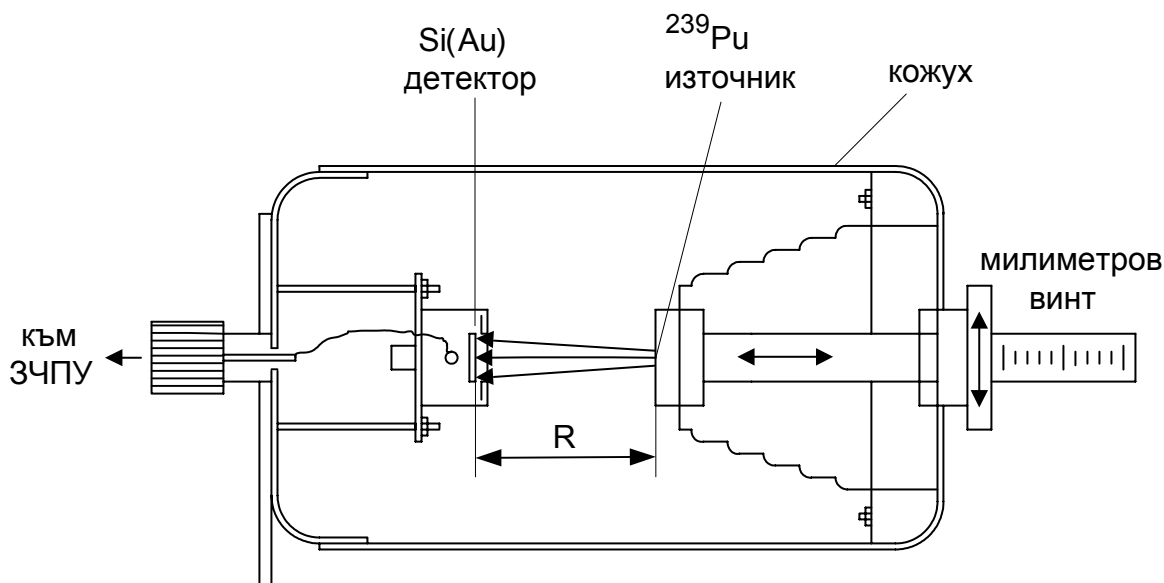 Si(Au)
детектор
²³⁹Pu
източник
кожух
милиметров
винт
към
ЗЧПУ
R